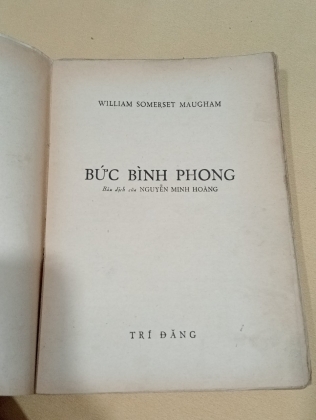 WILLIAM SOMERSET MAUGHAM
BỨC BÌNH PHONG
Bản dịch của NGUYỄN MINH HOÀNG
TRÍ ĐĂNG